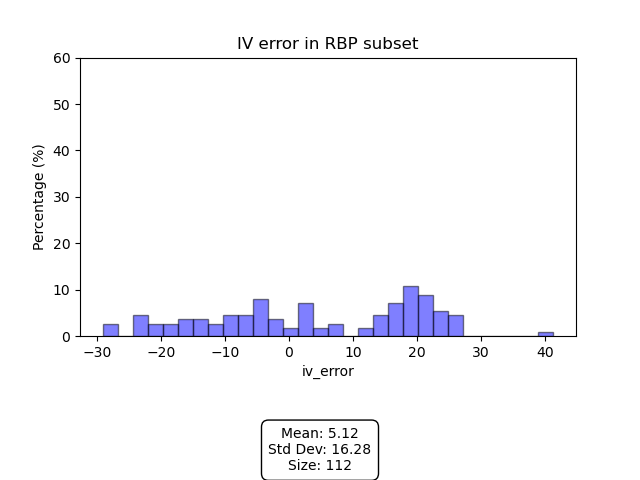 IV error in RBP subset
60
50
40
30
20
10
0
Percentage (%)
−30 −20 −10 0 10 20 30 40
iv_error
Mean: 5.12
Std Dev: 16.28
Size: 112